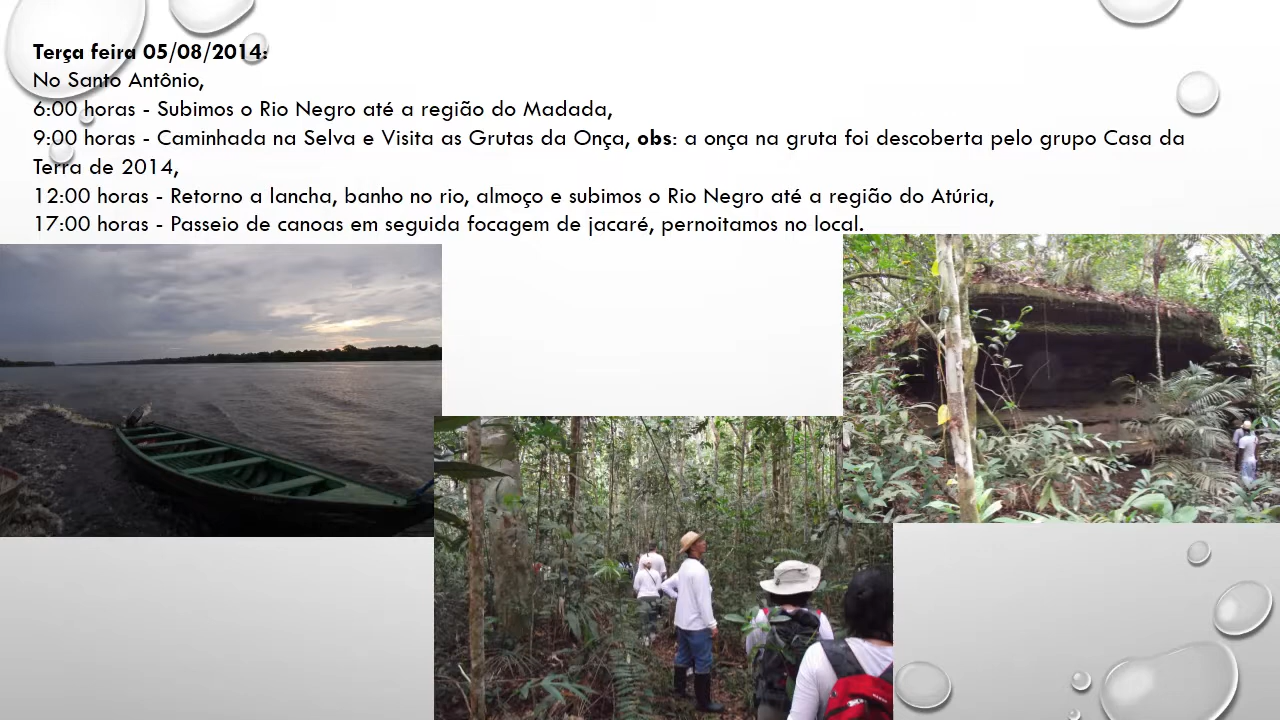 Terça feira 05/08/2014:
No Santo Antônio,
6:00 horas - Subimos o Rio Negro até a região do Madada,
9:00 horas - Caminhada na Selva e Visita as Grutas da Onça, obs: a onça na gruta foi descoberta pelo grupo Casa da
Terra de 2014,
12:00 horas - Retorno a lancha, banho no rio, almoço e subimos o Rio Negro até a região do Atúria,
17:00 horas - Passeio de canoas em seguida focagem de jacaré, pernoitamos no local.